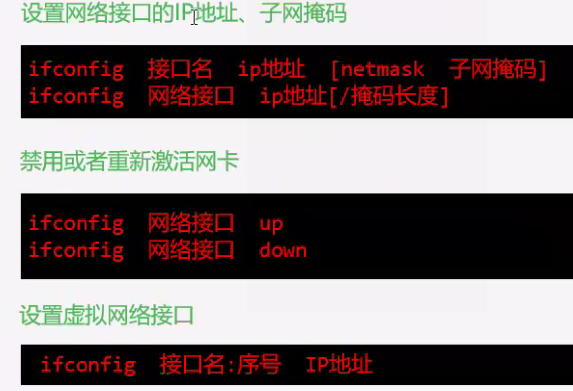 设置网络接口的IP地址、子网掩码
ifconfig 接口名 ip地址 [netmask 子网掩码]
ifconfig 网络接口 ip地址[/掩码长度]
禁用或者重新激活网卡
ifconfig 网络接口 up
ifconfig 网络接口 down
设置虚拟网络接口
ifconfig 接口名:序号 IP地址